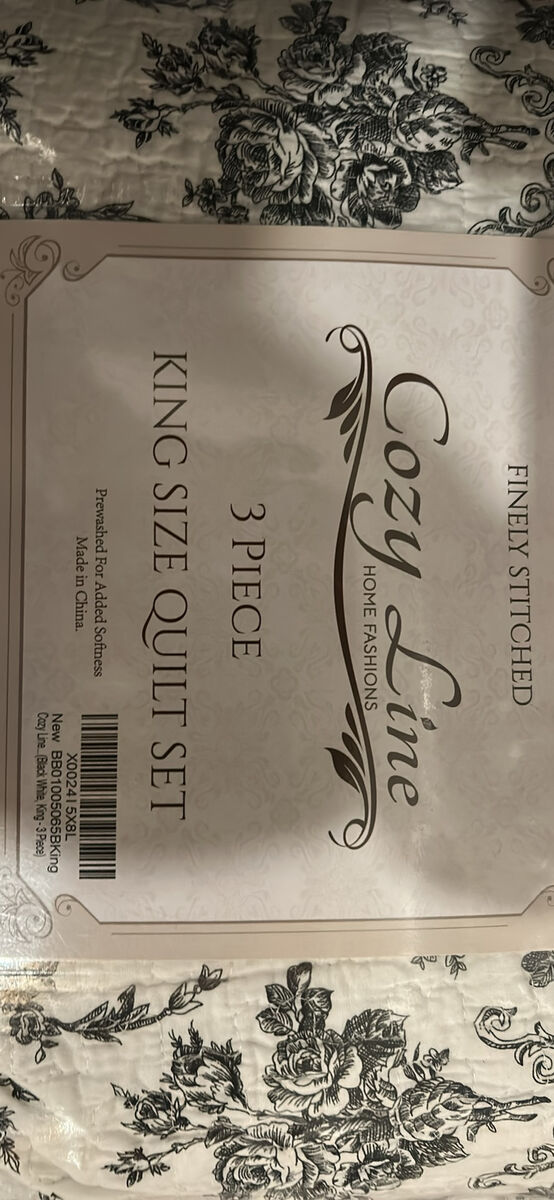 FINELY STITCHED
Cozy Line
HOME FASHIONS
3 PIECE
KING SIZE QUILT SET
Prewashed For Added Softness
Made in China.
X002415X8L
New BB01005065BKing
Cozy Line...(Black White, King - 3 Piece)